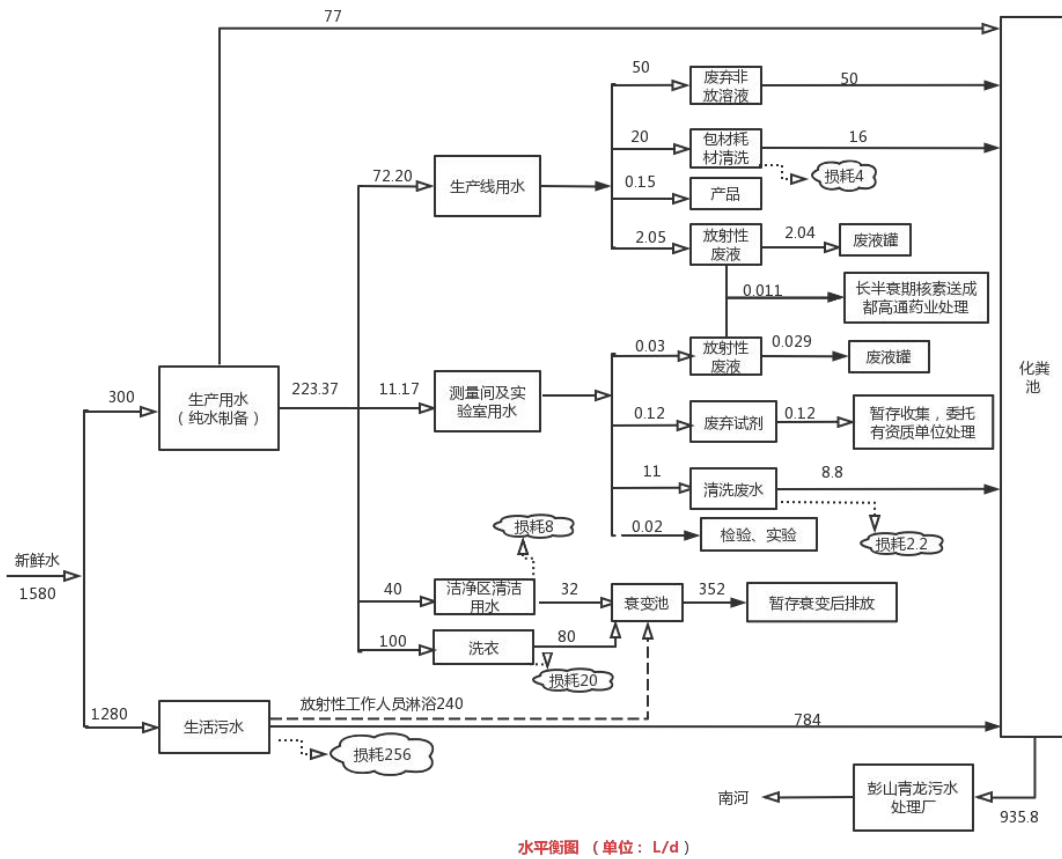 77
50
废弃非
放溶液
50
20
包材耗
材清洗
16
损耗4
72.20
生产线用水
0.15
产品
2.05
放射性
废液
2.04
废液罐
0.011
长半衰期核素送成
都高通药业处理
300
生产用水
（纯水制备）
223.37
11.17
测量间及实
验室用水
0.03
放射性
废液
0.029
废液罐
0.12
废弃试剂
0.12
暂存收集，委托
有资质单位处理
11
清洗废水
8.8
损耗2.2
0.02
检验、实验
化粪
池
新鲜水
1580
损耗8
40
洁净区清洁
用水
32
衰变池
352
暂存衰变后排放
100
洗衣
80
损耗20
放射性工作人员淋浴240
1280
生活污水
784
损耗256
南河
彭山青龙污水
处理厂
935.8
水平衡图 （单位：L/d）